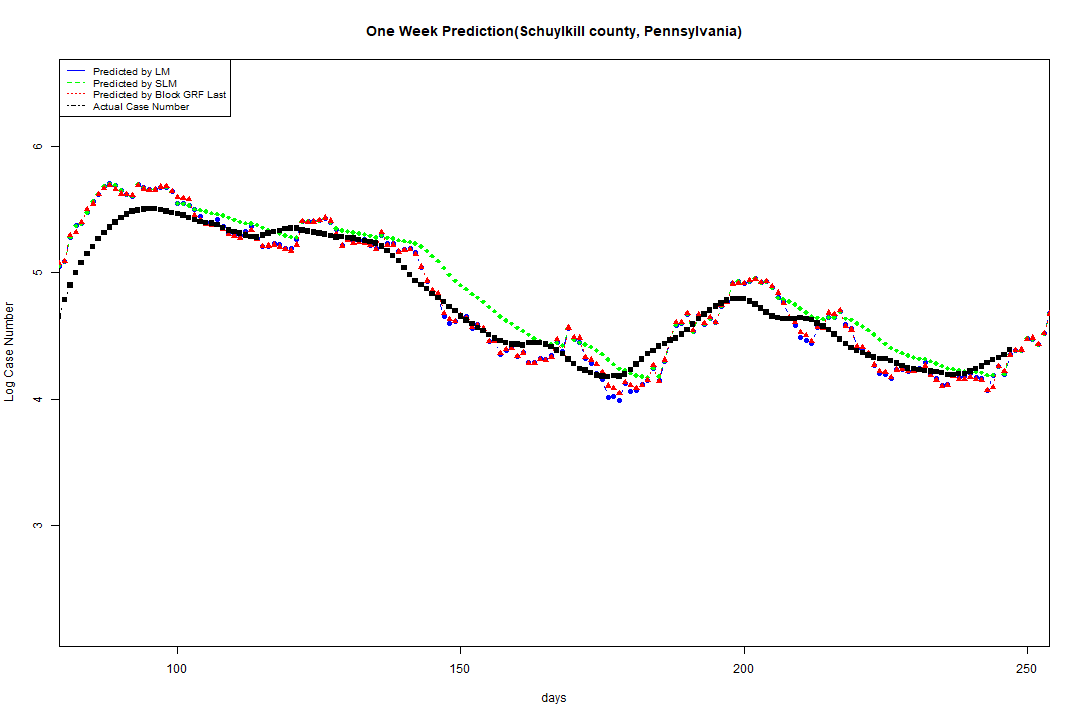 One Week Prediction(Schuylkill county, Pennsylvania)
Predicted by LM
Predicted by SLM
Predicted by Block GRF Last
Actual Case Number
6
5
4
3
Log Case Number
100 150 200 250
days